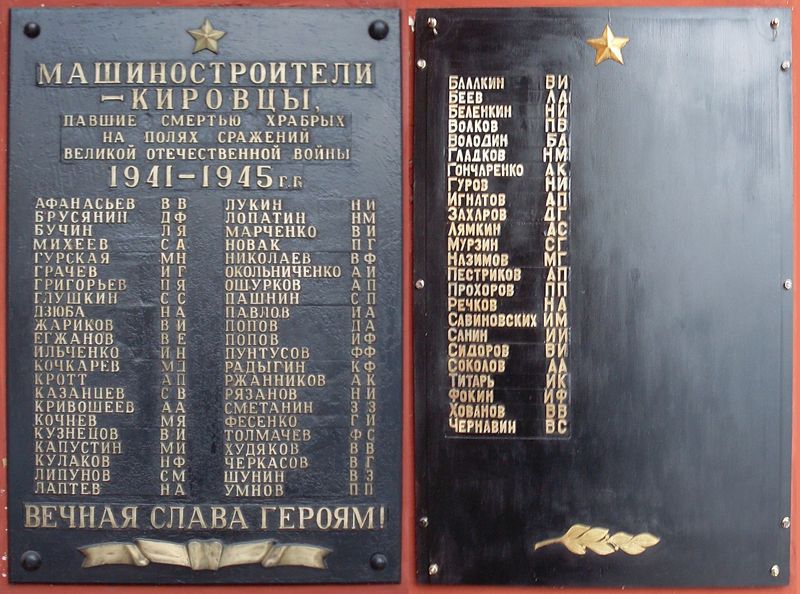 МАШИНОСТРОИТЕЛИ
-КИРОВЦЫ,
ПАВШИЕ СМЕРТЬЮ ХРАБРЫХ
НА ПОЛЯХ СРАЖЕНИЙ
ВЕЛИКОЙ ОТЕЧЕСТВЕННОЙ ВОЙНЫ
1941-1945 г.г.
АФАНАСЬЕВ В В
БРУСЯНИН Д Ф
БУЧИН Л Я
МИХЕЕВ С А
ГУРСКАЯ М Н
ГРАЧЕВ И Г
ГРИГОРЬЕВ П Я
ГЛУШКИН С С
ДЗЮБА Н А
ЖАРИКОВ В И
ЕГЖАНОВ В Е
ИЛЬЧЕНКО И Н
КОЧКАРЕВ М Д
КРОТТ А П
КАЗАНЦЕВ С В
КРИВОШЕЕВ А А
КОЧНЕВ М Я
КУЗНЕЦОВ В И
КАПУСТИН М И
КУЛАКОВ Н Ф
ЛИПУНОВ С М
ЛАПТЕВ Н А
ЛУКИН Н И
ЛОПАТИН Н М
МАРЧЕНКО В И
НОВАК П Г
НИКОЛАЕВ В Ф
ОКОЛЬНИЧЕНКО А И
ОШУРКОВ А П
ПАШНИН С П
ПАВЛОВ И А
ПОПОВ Д А
ПОПОВ И Ф
ПУНТУСОВ Ф Ф
РАДЫГИН К Ф
РЖАННИКОВ А К
РЯЗАНОВ Н И
СМЕТАНИН З З
ФЕСЕНКО Г И
ТОЛМАЧЕВ Ф С
ХУДЯКОВ В В
ЧЕРКАСОВ В Г
ШУНИН В З
УМНОВ П П
ВЕЧНАЯ СЛАВА ГЕРОЯМ!
БАЛАКИН В И
БЕЕВ Л А
БЕЛЕНКИН Н И
ВОЛКОВ П В
ВОЛОДИН Б А
ГЛАДКОВ Н М
ГОНЧАРЕНКО А К
ГУРОВ Н И
ИГНАТОВ А П
ЗАХАРОВ Д Г
ЛЯМКИН А С
МУРЗИН С Г
НАЗИМОВ М Г
ПЕСТРИКОВ А П
ПРОХОРОВ П П
РЕЧКОВ Н А
САВИНОВСКИХ И М
САНИН И И
СИДОРОВ В И
СОКОЛОВ А А
ТИТАРЬ И К
ФОКИН И Ф
ХОВАНОВ В В
ЧЕРНАВИН В С